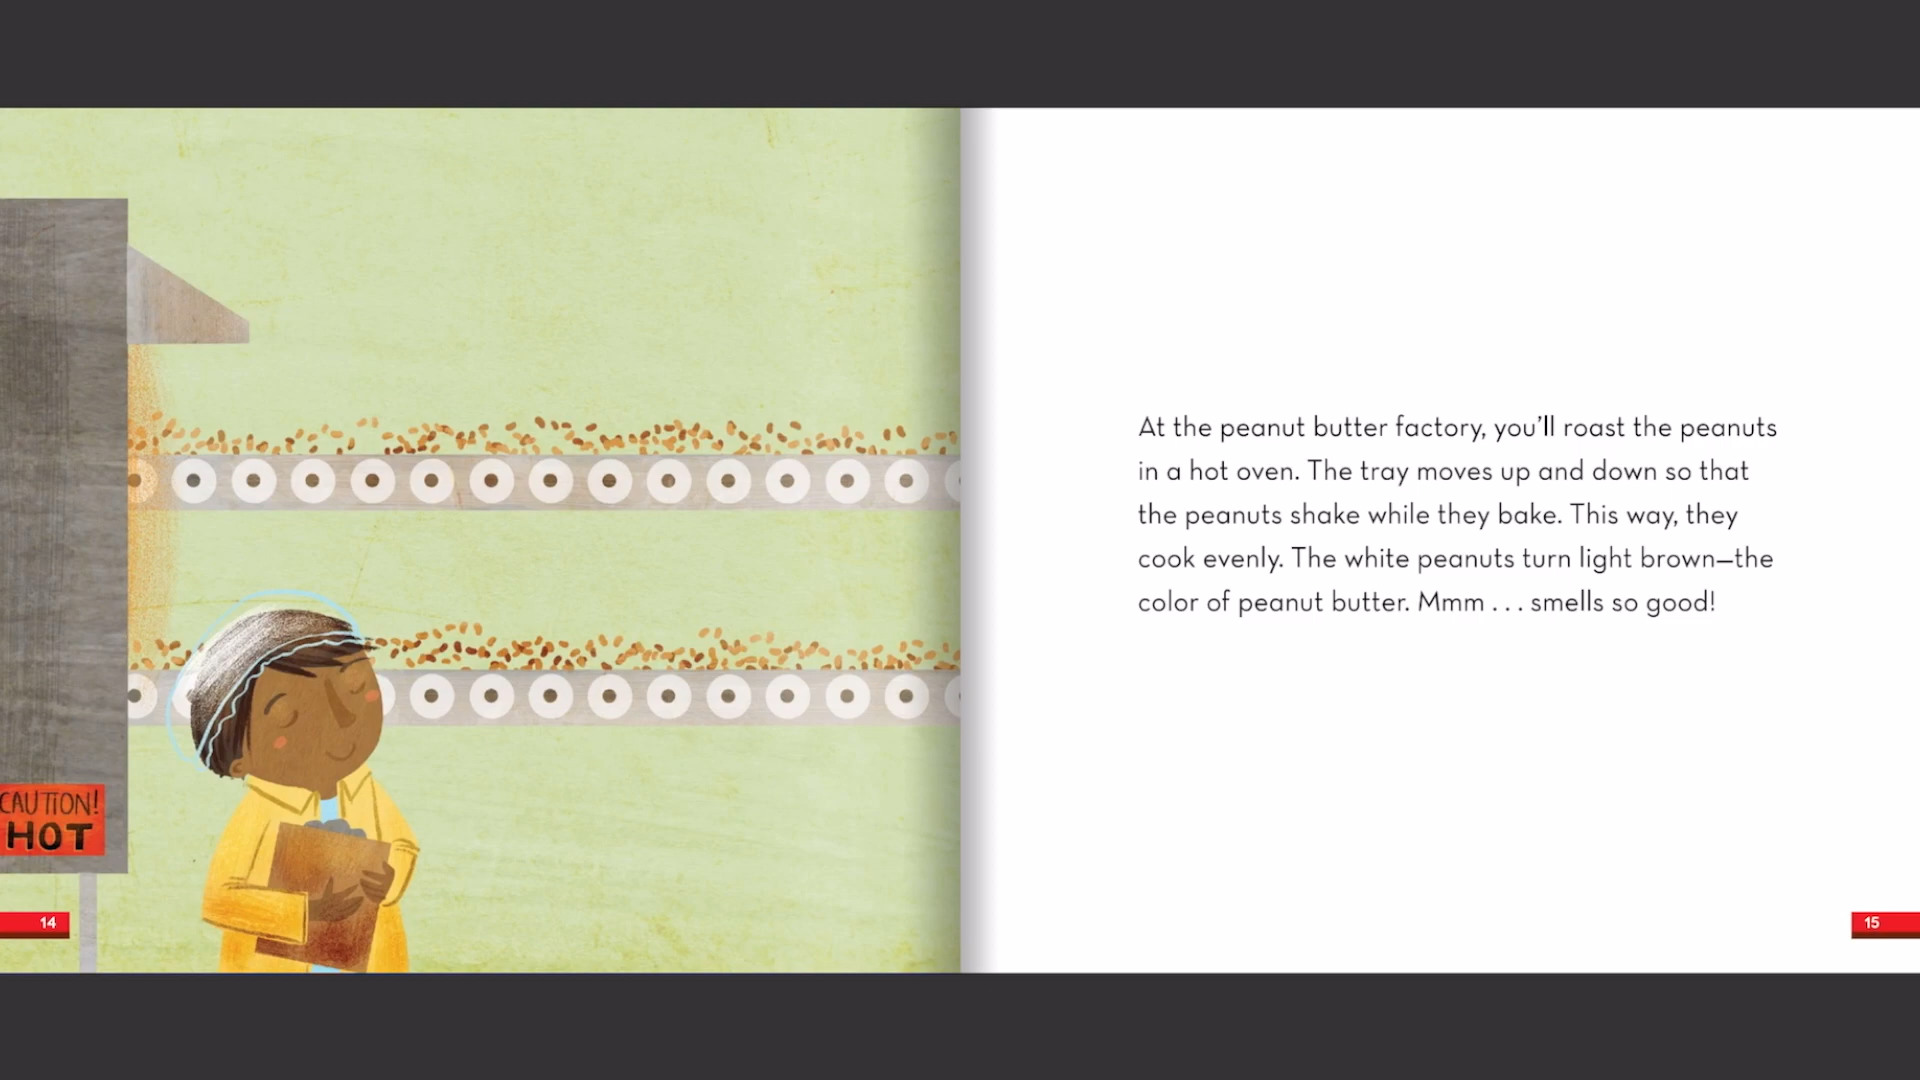 CAUTION!
HOT
14
At the peanut butter factory, you’ll roast the peanuts
in a hot oven. The tray moves up and down so that
the peanuts shake while they bake. This way, they
cook evenly. The white peanuts turn light brown—the
color of peanut butter. Mmm . . . smells so good!
15